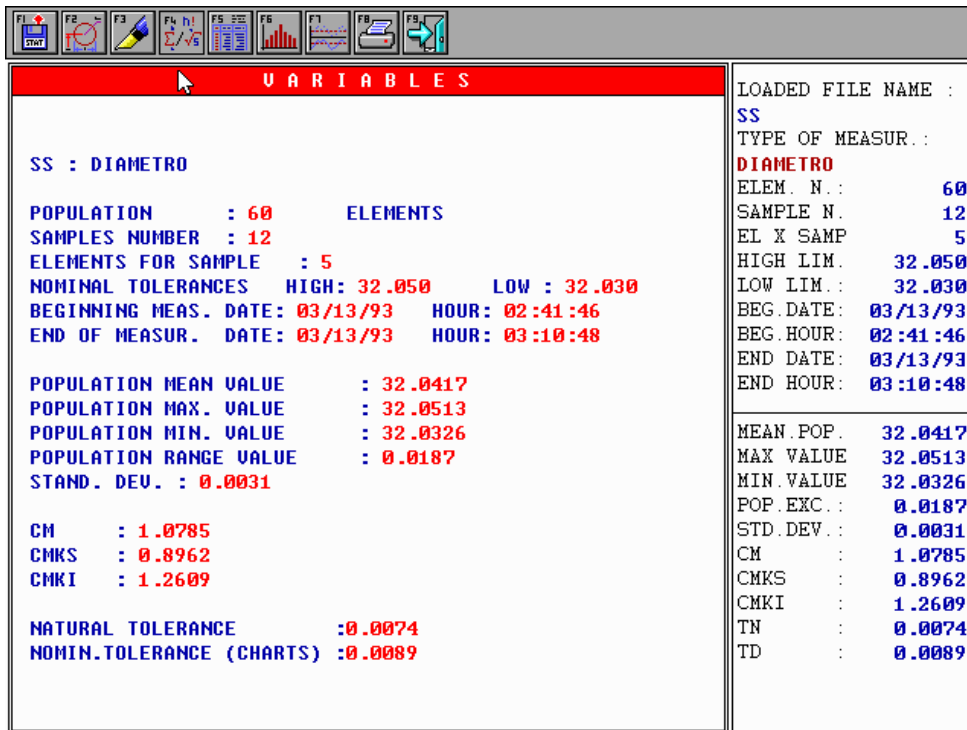 F1 F2 F3 F4 h! F5 F6 F7 F8 F9
STAT Σ/√s
V A R I A B L E S
SS : DIAMETRO
POPULATION : 60 ELEMENTS
SAMPLES NUMBER : 12
ELEMENTS FOR SAMPLE : 5
NOMINAL TOLERANCES HIGH: 32.050 LOW : 32.030
BEGINNING MEAS. DATE: 03/13/93 HOUR: 02:41:46
END OF MEASUR. DATE: 03/13/93 HOUR: 03:10:48
POPULATION MEAN VALUE : 32.0417
POPULATION MAX. VALUE : 32.0513
POPULATION MIN. VALUE : 32.0326
POPULATION RANGE VALUE : 0.0187
STAND. DEV. : 0.0031
CM : 1.0785
CMKS : 0.8962
CMKI : 1.2609
NATURAL TOLERANCE :0.0074
NOMIN.TOLERANCE (CHARTS) :0.0089
LOADED FILE NAME :
SS
TYPE OF MEASUR.:
DIAMETRO
ELEM. N.: 60
SAMPLE N. 12
EL X SAMP 5
HIGH LIM. 32.050
LOW LIM.: 32.030
BEG.DATE: 03/13/93
BEG.HOUR: 02:41:46
END DATE: 03/13/93
END HOUR: 03:10:48
MEAN.POP. 32.0417
MAX VALUE 32.0513
MIN.VALUE 32.0326
POP.EXC.: 0.0187
STD.DEV.: 0.0031
CM : 1.0785
CMKS : 0.8962
CMKI : 1.2609
TN : 0.0074
TD : 0.0089